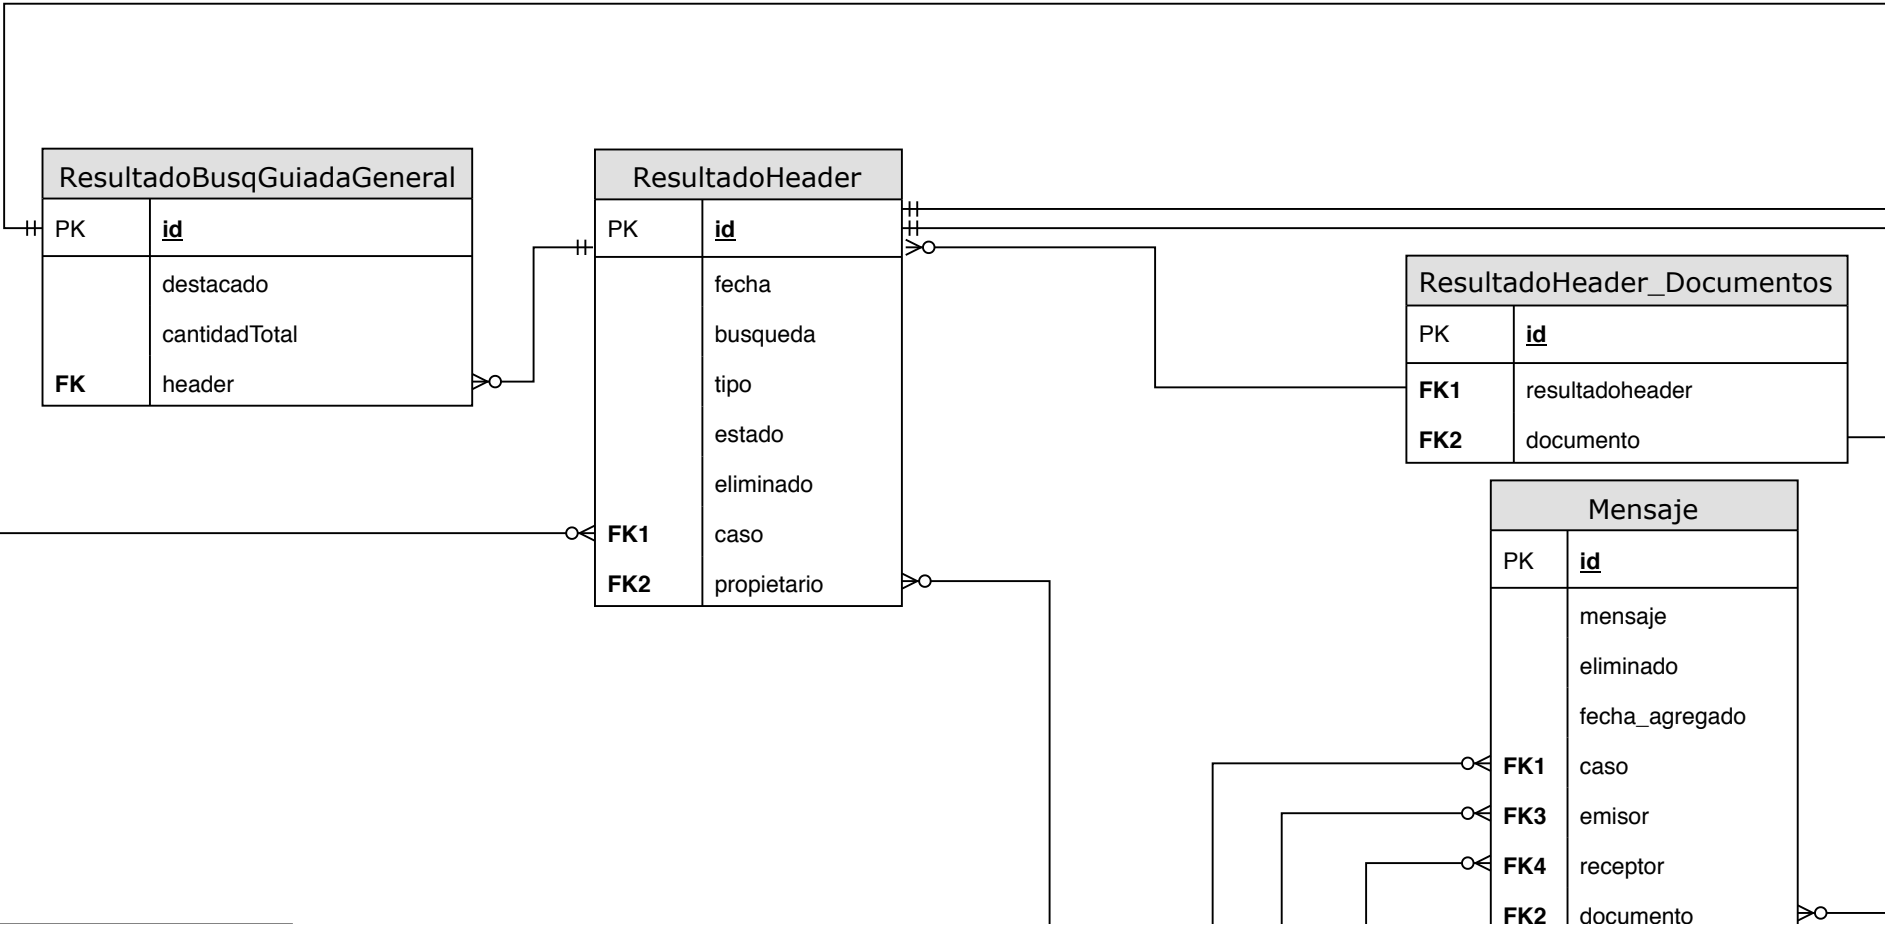 ResultadoBusqGuiadaGeneral
PK id
destacado
cantidadTotal
FK header
ResultadoHeader
PK id
fecha
busqueda
tipo
estado
eliminado
FK1 caso
FK2 propietario
ResultadoHeader_Documentos
PK id
FK1 resultadoheader
FK2 documento
Mensaje
PK id
mensaje
eliminado
fecha_agregado
FK1 caso
FK3 emisor
FK4 receptor
FK2 documento